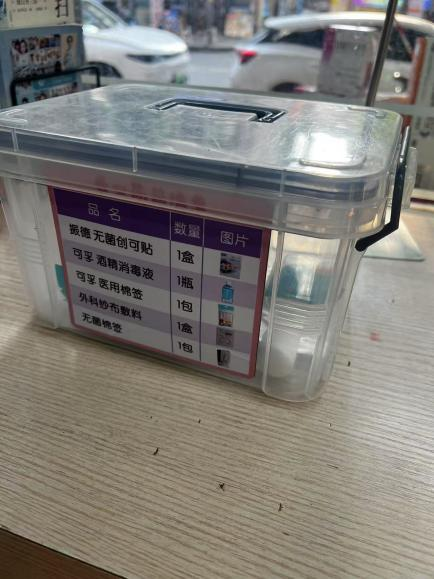 品名 数量 图片
振德 无菌创可贴 1盒
可孚 酒精消毒液 1瓶
可孚 医用棉签 1包
外科纱布敷料 1盒
无菌棉签 1包